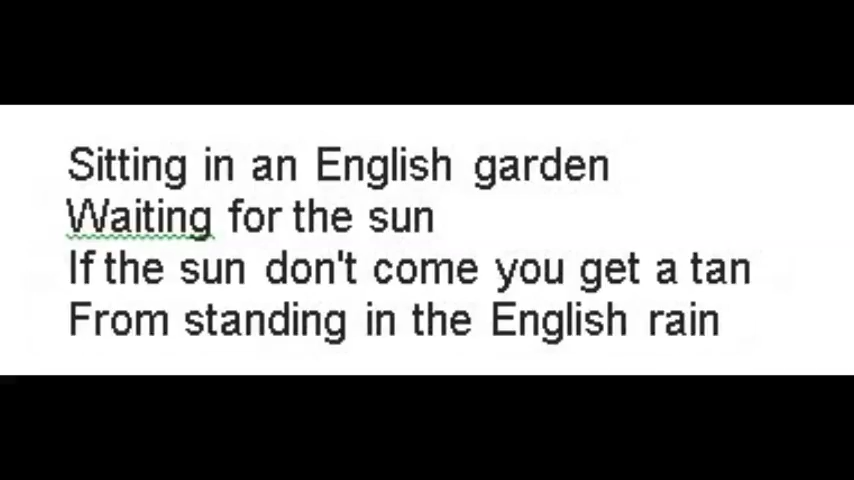 Sitting in an English garden
Waiting for the sun
If the sun don't come you get a tan
From standing in the English rain